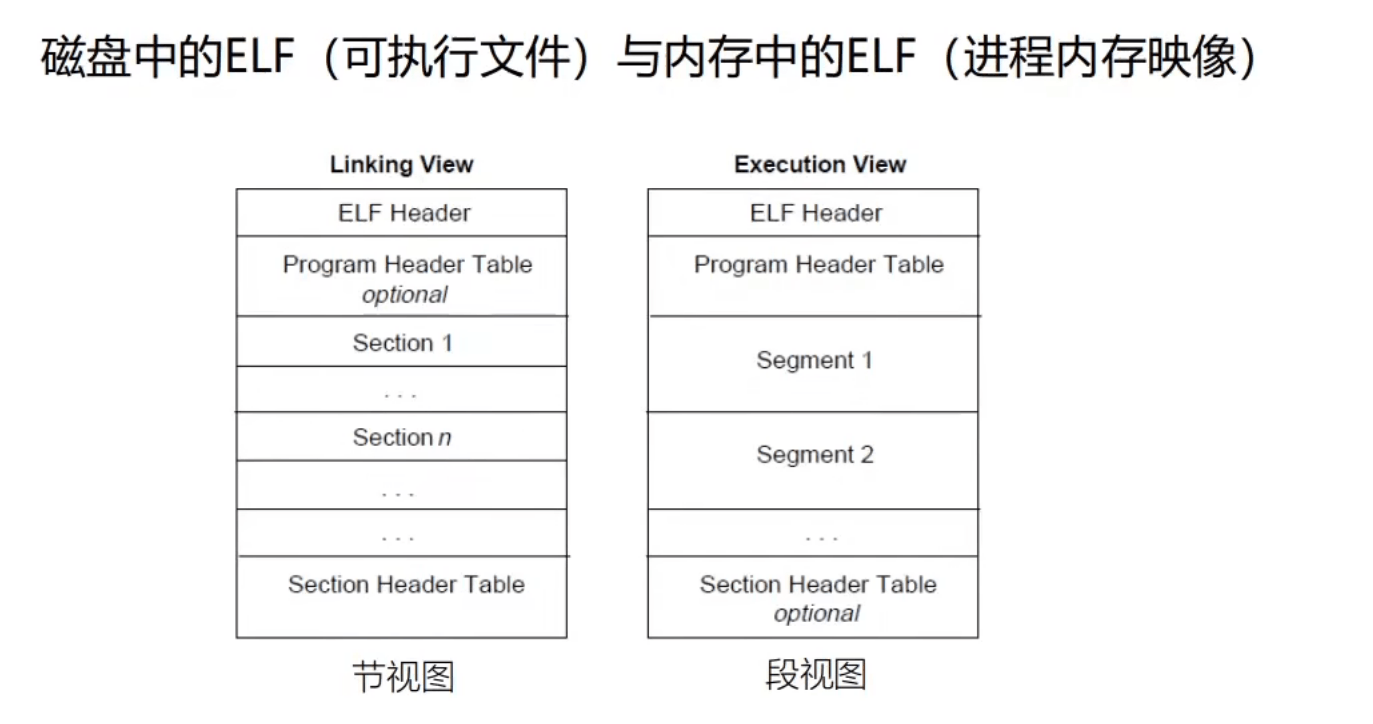 磁盘中的ELF（可执行文件）与内存中的ELF（进程内存映像）
Linking View
ELF Header
Program Header Table
optional
Section 1
. . .
Section n
. . .
. . .
Section Header Table
节视图
Execution View
ELF Header
Program Header Table
Segment 1
Segment 2
. . .
Section Header Table
optional
段视图